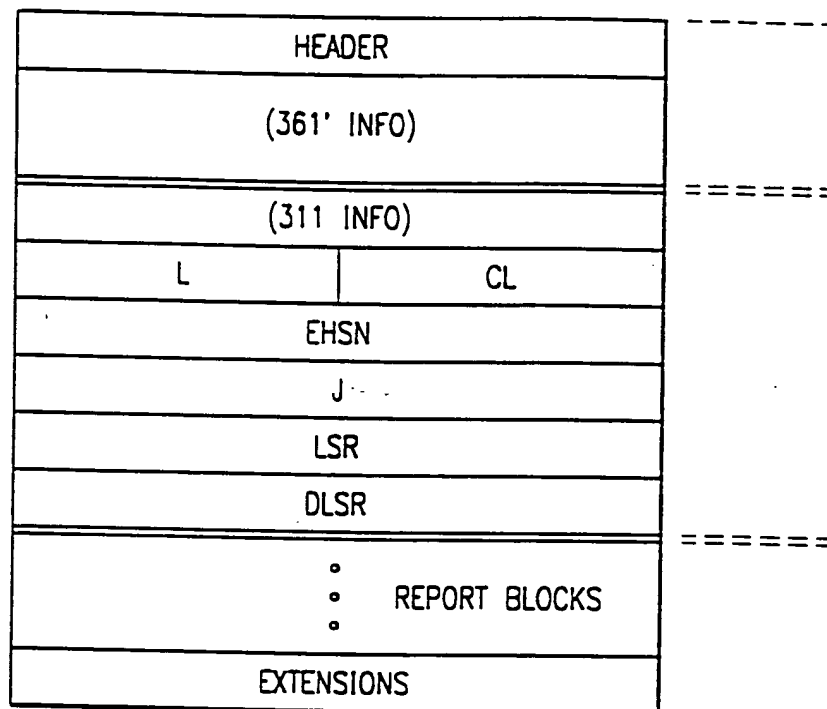 HEADER
(361' INFO)
(311 INFO)
L CL
EHSN
J
LSR
DLSR
REPORT BLOCKS
EXTENSIONS